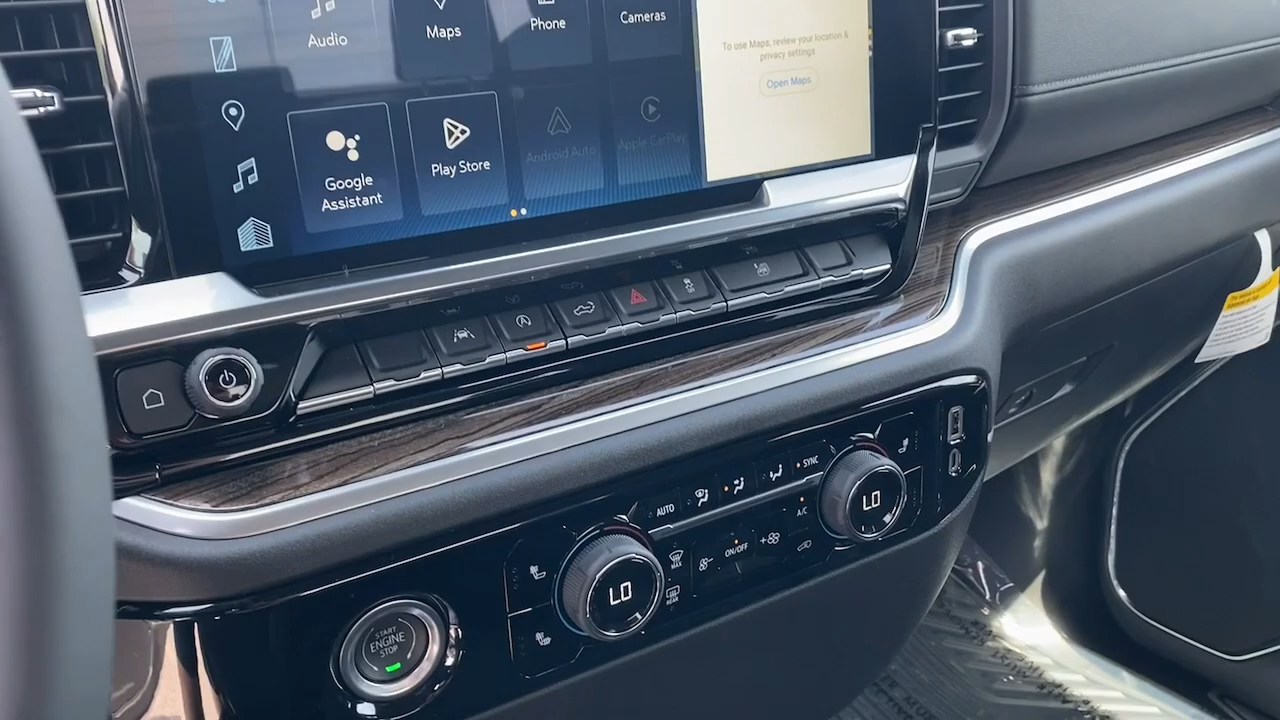 Audio
Maps
Phone
Cameras
To use Maps, review your location &
privacy settings
Open Maps
Google
Assistant
Play Store
Android Auto
Apple CarPlay
AUTO
SYNC
A/C
MAX
ON/OFF
REAR
LO
LO
START
ENGINE
STOP